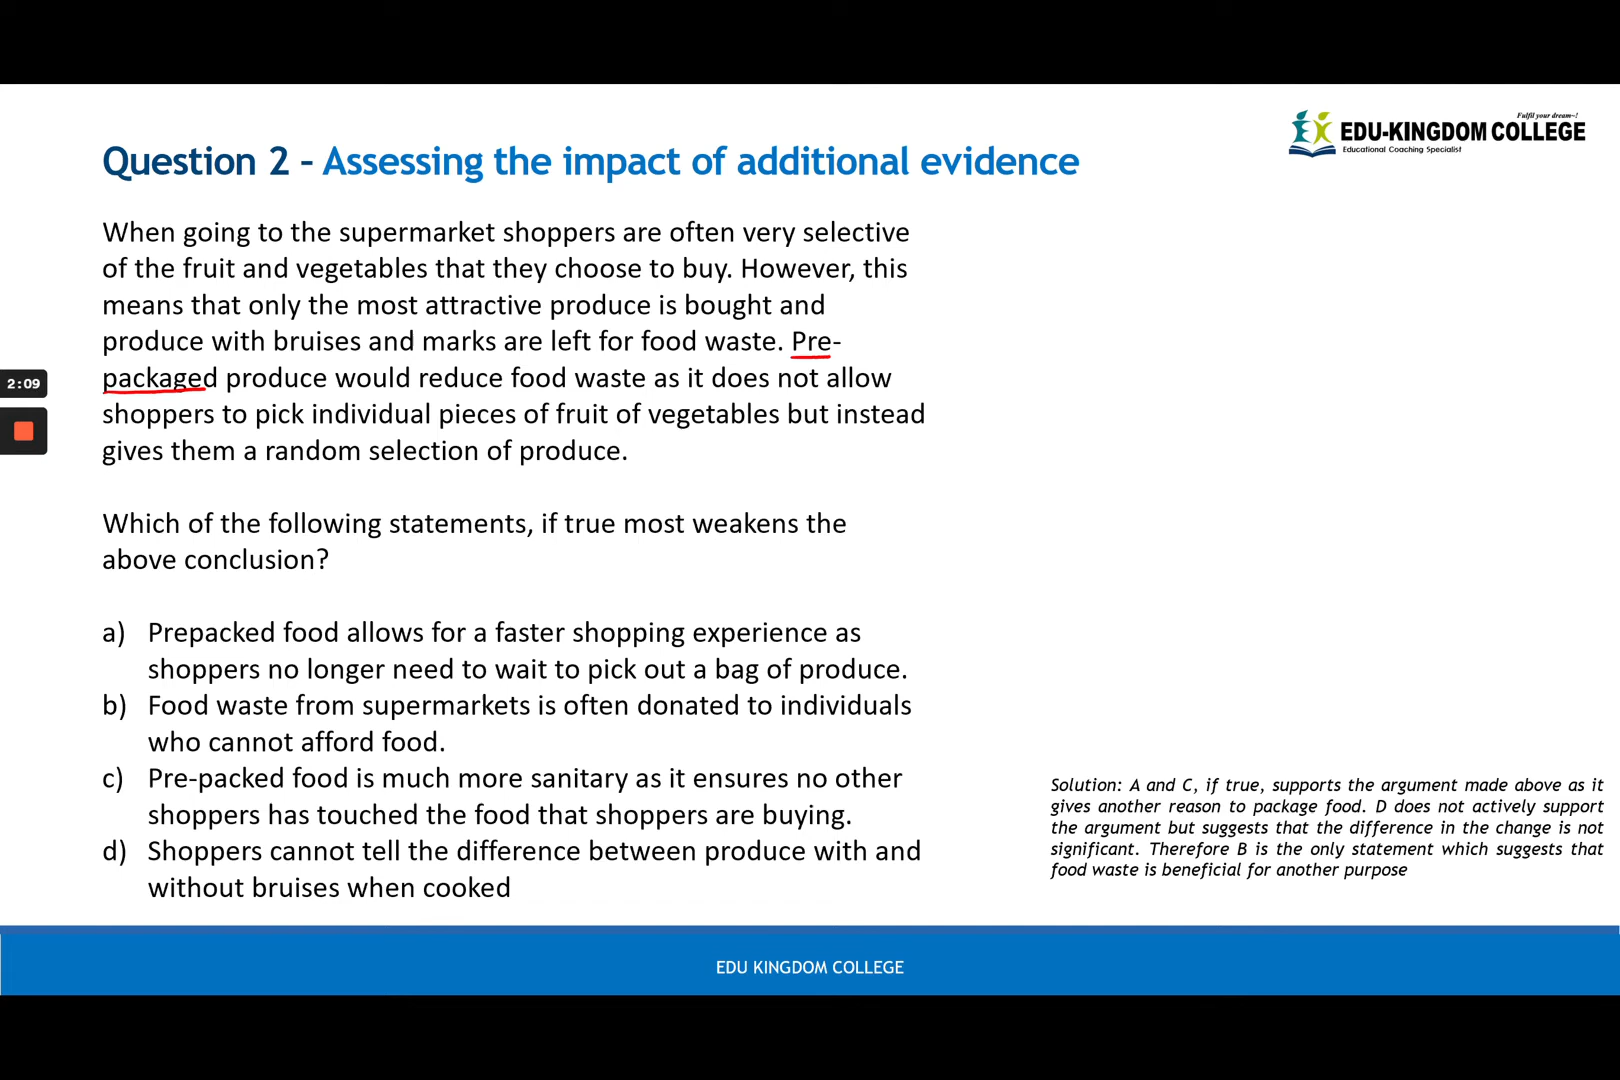 Fulfil your dream~!
EDU-KINGDOM COLLEGE
Educational Coaching Specialist
Question 2 – Assessing the impact of additional evidence
When going to the supermarket shoppers are often very selective
of the fruit and vegetables that they choose to buy. However, this
means that only the most attractive produce is bought and
produce with bruises and marks are left for food waste. Pre-
packaged produce would reduce food waste as it does not allow
shoppers to pick individual pieces of fruit of vegetables but instead
gives them a random selection of produce.
2:09
Which of the following statements, if true most weakens the
above conclusion?
a) Prepacked food allows for a faster shopping experience as
shoppers no longer need to wait to pick out a bag of produce.
b) Food waste from supermarkets is often donated to individuals
who cannot afford food.
c) Pre-packed food is much more sanitary as it ensures no other
shoppers has touched the food that shoppers are buying.
d) Shoppers cannot tell the difference between produce with and
without bruises when cooked
Solution: A and C, if true, supports the argument made above as it
gives another reason to package food. D does not actively support
the argument but suggests that the difference in the change is not
significant. Therefore B is the only statement which suggests that
food waste is beneficial for another purpose
EDU KINGDOM COLLEGE